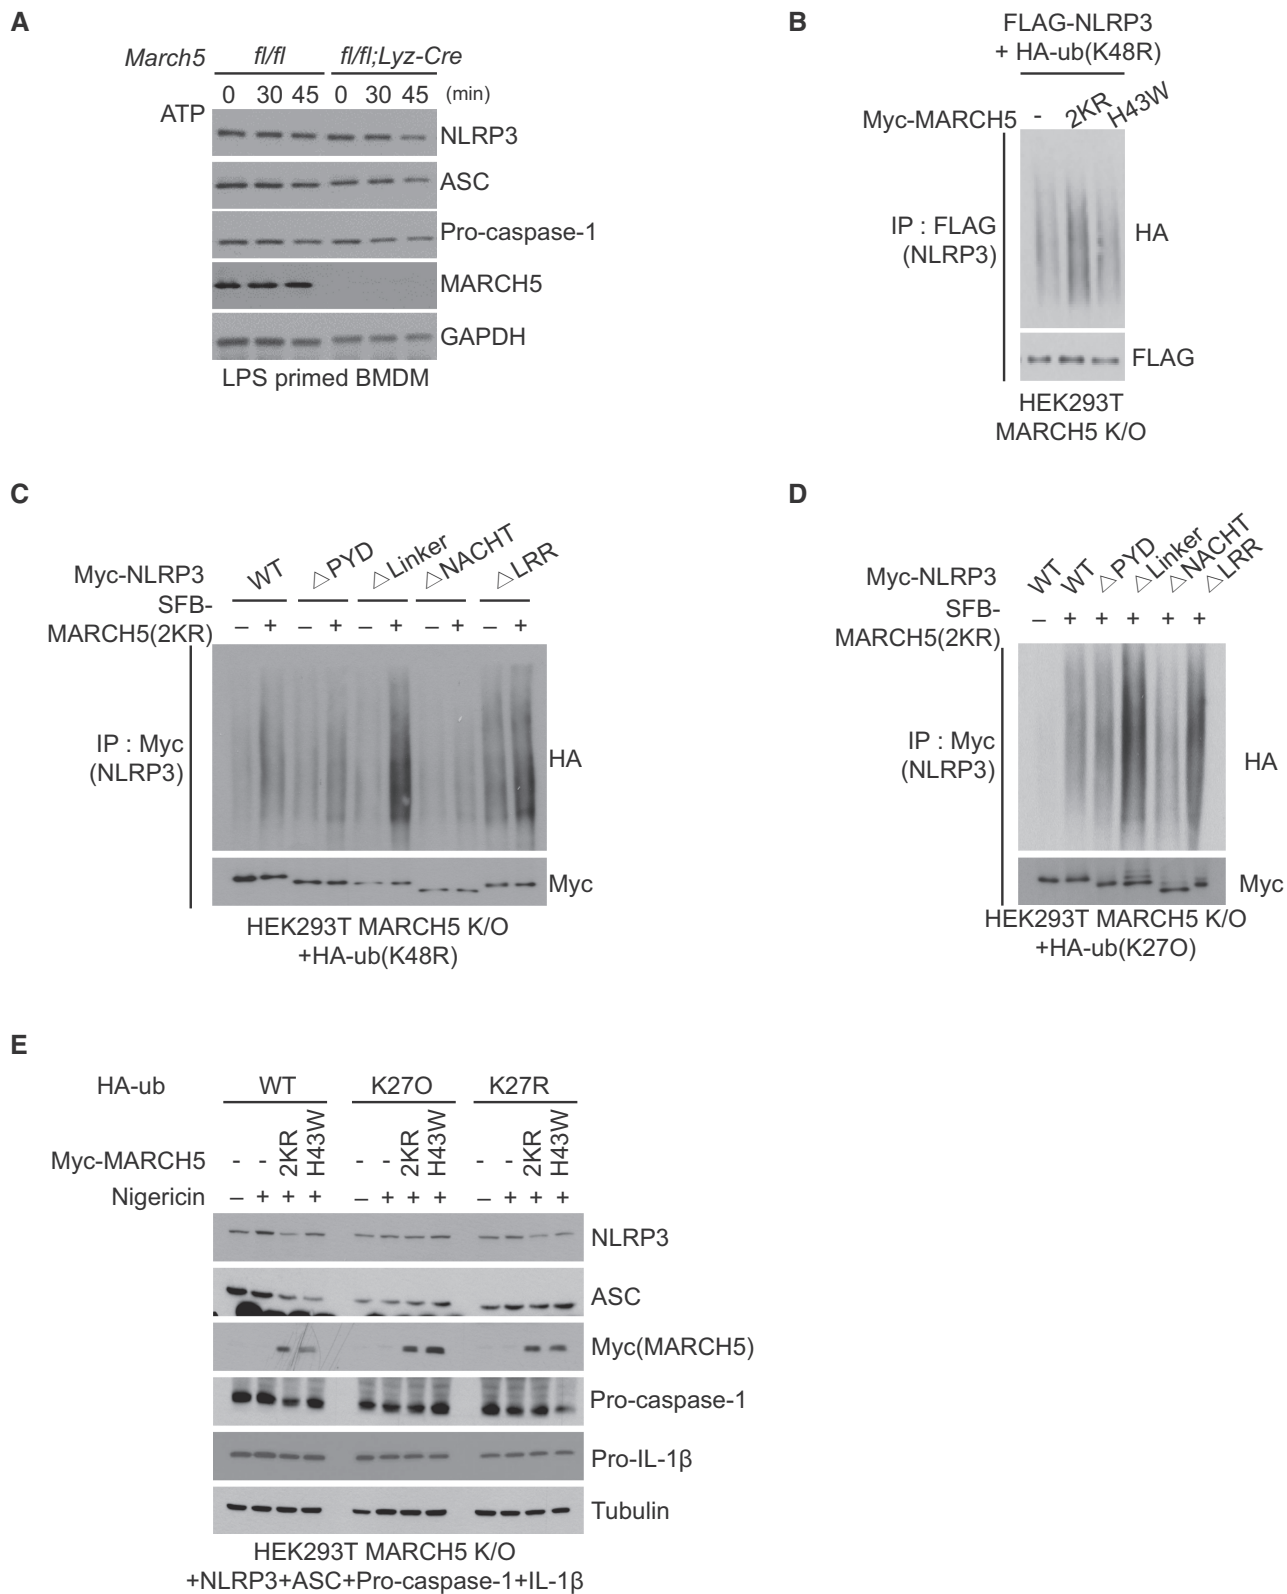 A
March5 fl/fl fl/fl;Lyz-Cre
0 30 45 0 30 45 (min)
ATP
NLRP3
ASC
Pro-caspase-1
MARCH5
GAPDH
LPS primed BMDM
B
FLAG-NLRP3
+ HA-ub(K48R)
Myc-MARCH5 - 2KR H43W
IP : FLAG
(NLRP3)
HA
FLAG
HEK293T
MARCH5 K/O
C
Myc-NLRP3 WT △PYD △Linker △NACHT △LRR
SFB-
MARCH5(2KR) – + – + – + – + – +
IP : Myc
(NLRP3)
HA
Myc
HEK293T MARCH5 K/O
+HA-ub(K48R)
D
Myc-NLRP3 WT WT △PYD △Linker △NACHT △LRR
SFB-
MARCH5(2KR) – + + + + +
IP : Myc
(NLRP3)
HA
Myc
HEK293T MARCH5 K/O
+HA-ub(K27O)
E
HA-ub WT K27O K27R
Myc-MARCH5 - - 2KR H43W - - 2KR H43W - - 2KR H43W
Nigericin – + + + – + + + – + + +
NLRP3
ASC
Myc(MARCH5)
Pro-caspase-1
Pro-IL-1β
Tubulin
HEK293T MARCH5 K/O
+NLRP3+ASC+Pro-caspase-1+IL-1β